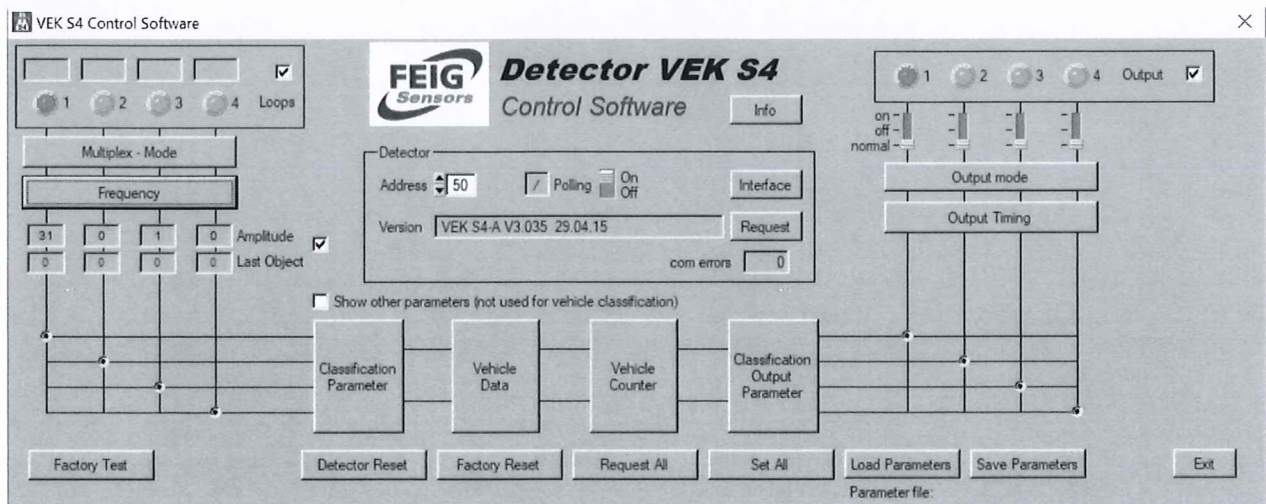 VEK S4 Control Software
1 2 3 4 Loops
Multiplex - Mode
Frequency
31 0 1 0 Amplitude
0 0 0 0 Last Object
FEIG
Sensors
Detector VEK S4
Control Software
Info
Detector
Address 50 / Polling On
Off
Interface
Version VEK S4-A V3.035 29.04.15 Request
com errors 0
1 2 3 4 Output
on
off
normal
Output mode
Output Timing
Show other parameters (not used for vehicle classification)
Classification
Parameter
Vehicle
Data
Vehicle
Counter
Classification
Output
Parameter
Factory Test
Detector Reset
Factory Reset
Request All
Set All
Load Parameters
Save Parameters
Exit
Parameter file: